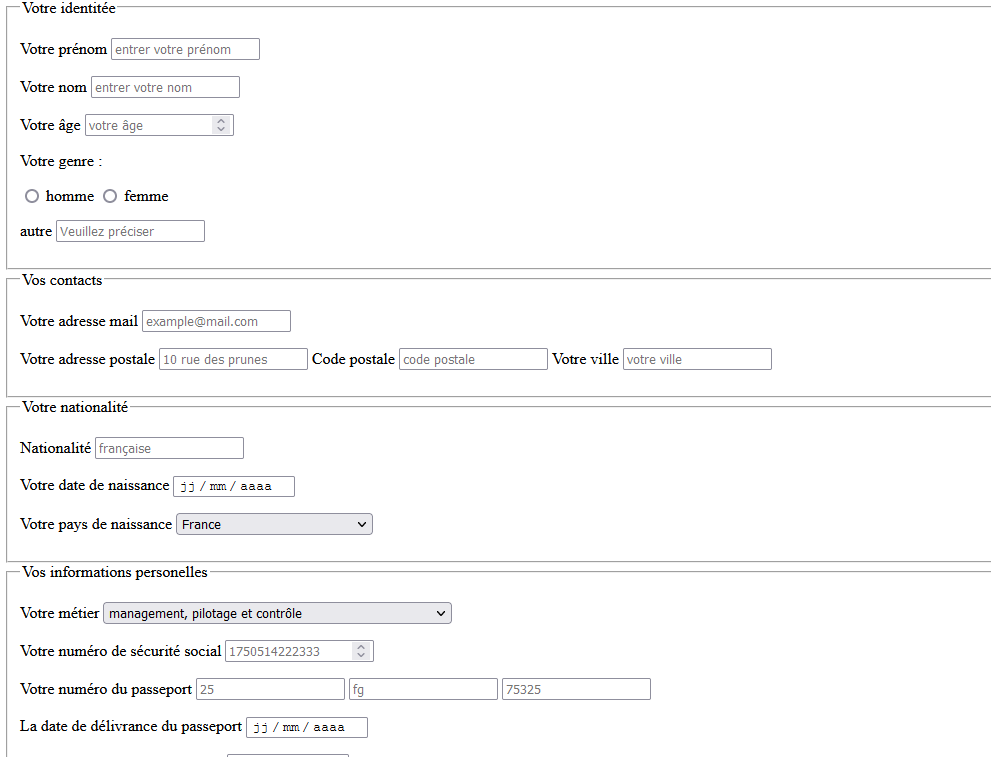 Votre identitée
Votre prénom entrer votre prénom
Votre nom entrer votre nom
Votre âge votre âge
Votre genre :
homme femme
autre Veuillez préciser
Vos contacts
Votre adresse mail example@mail.com
Votre adresse postale 10 rue des prunes Code postale code postale Votre ville votre ville
Votre nationalité
Nationalité française
Votre date de naissance jj / mm / aaaa
Votre pays de naissance France
Vos informations personelles
Votre métier management, pilotage et contrôle
Votre numéro de sécurité social 1750514222333
Votre numéro du passeport 25 fg 75325
La date de délivrance du passeport jj / mm / aaaa